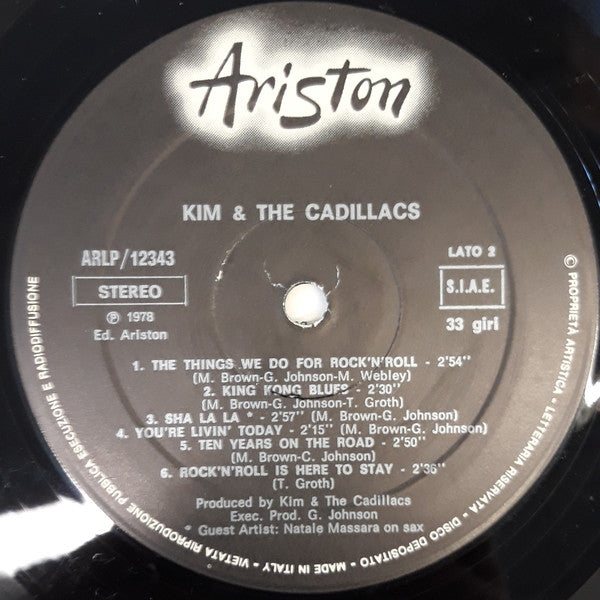 Ariston
KIM & THE CADILLACS
ARLP/12343
STEREO
℗ 1978
Ed. Ariston
LATO 2
S.I.A.E.
33 giri
1. THE THINGS WE DO FOR ROCK'N'ROLL - 2'54"
(M. Brown-G. Johnson-M. Webley)
2. KING KONG BLUES - 2'30"
(M. Brown-G. Johnson-T. Groth)
3. SHA LA LA * - 2'57" (M. Brown-G. Johnson)
4. YOU'RE LIVIN' TODAY - 2'15" (M. Brown-G. Johnson)
5. TEN YEARS ON THE ROAD - 2'50"
(M. Brown-C. Johnson)
6. ROCK'N'ROLL IS HERE TO STAY - 2'36"
(T. Groth)
Produced by Kim & The Cadillacs
Exec. Prod. G. Johnson
* Guest Artist: Natale Massara on sax
© PROPRIETA ARTISTICA - LETTERARIA RISERVATA - DISCO DEPOSITATO - MADE IN ITALY - VIETATA RIPRODUZIONE PUBBLICA ESECUZIONE E RADIODIFFUSIONE